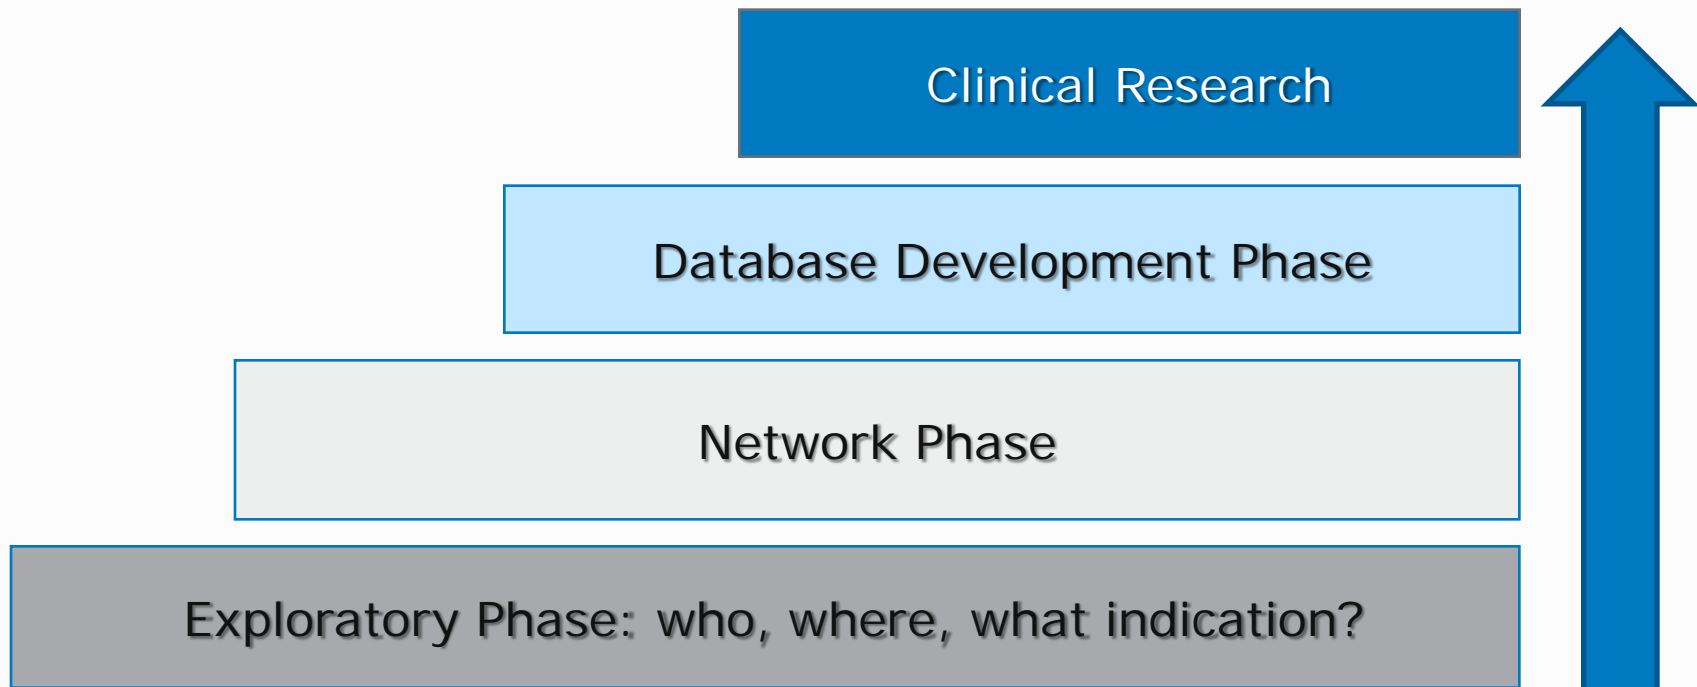 Clinical Research
Database Development Phase
Network Phase
Exploratory Phase: who, where, what indication?